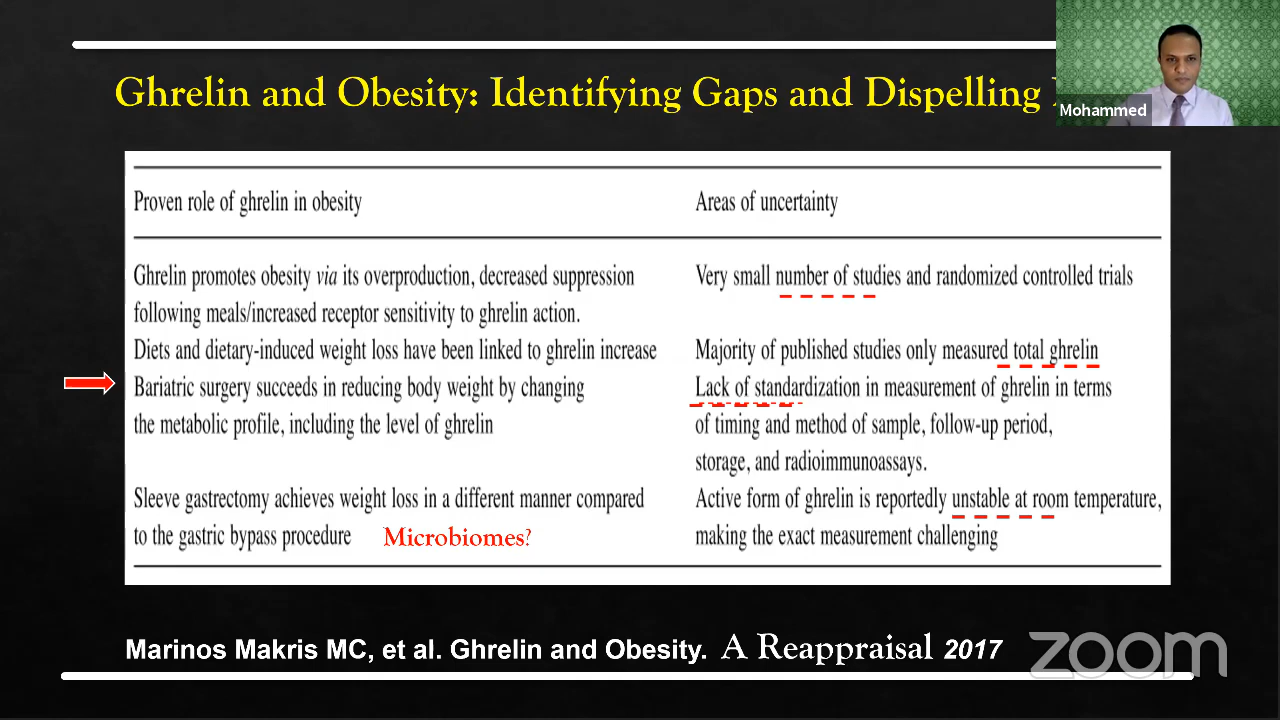 Ghrelin and Obesity: Identifying Gaps and Dispelling
Mohammed
Proven role of ghrelin in obesity
Areas of uncertainty
Ghrelin promotes obesity via its overproduction, decreased suppression
following meals/increased receptor sensitivity to ghrelin action.
Very small number of studies and randomized controlled trials
Diets and dietary-induced weight loss have been linked to ghrelin increase
Majority of published studies only measured total ghrelin
Bariatric surgery succeeds in reducing body weight by changing
the metabolic profile, including the level of ghrelin
Lack of standardization in measurement of ghrelin in terms
of timing and method of sample, follow-up period,
storage, and radioimmunoassays.
Sleeve gastrectomy achieves weight loss in a different manner compared
to the gastric bypass procedure
Microbiomes?
Active form of ghrelin is reportedly unstable at room temperature,
making the exact measurement challenging
Marinos Makris MC, et al. Ghrelin and Obesity. A Reappraisal 2017
zoom